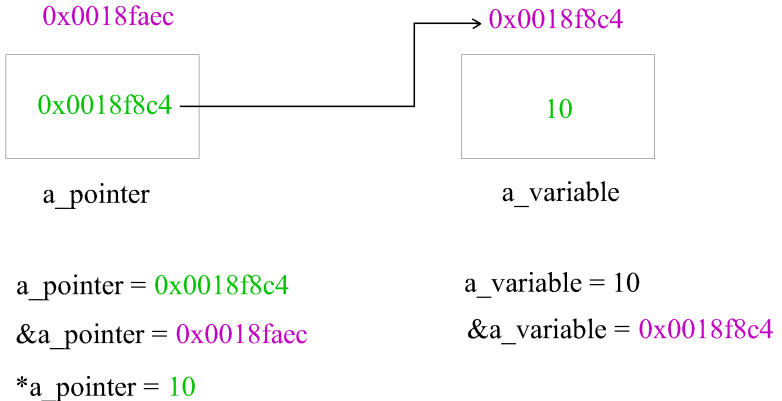 0x0018faec
0x0018f8c4
0x0018f8c4
10
a_pointer
a_variable
a_pointer = 0x0018f8c4
&a_pointer = 0x0018faec
*a_pointer = 10
a_variable = 10
&a_variable = 0x0018f8c4